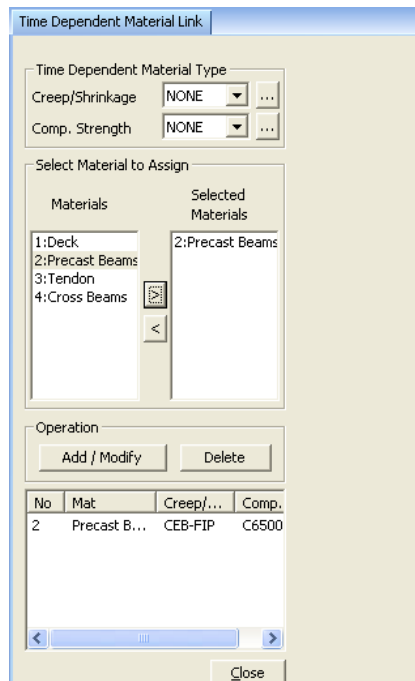 Time Dependent Material Link
Time Dependent Material Type
Creep/Shrinkage NONE ...
Comp. Strength NONE ...
Select Material to Assign
Materials
Selected
Materials
1:Deck
2:Precast Beams
3:Tendon
4:Cross Beams
>
<
2:Precast Beams
Operation
Add / Modify Delete
No Mat Creep/... Comp.
2 Precast B... CEB-FIP C6500
Close